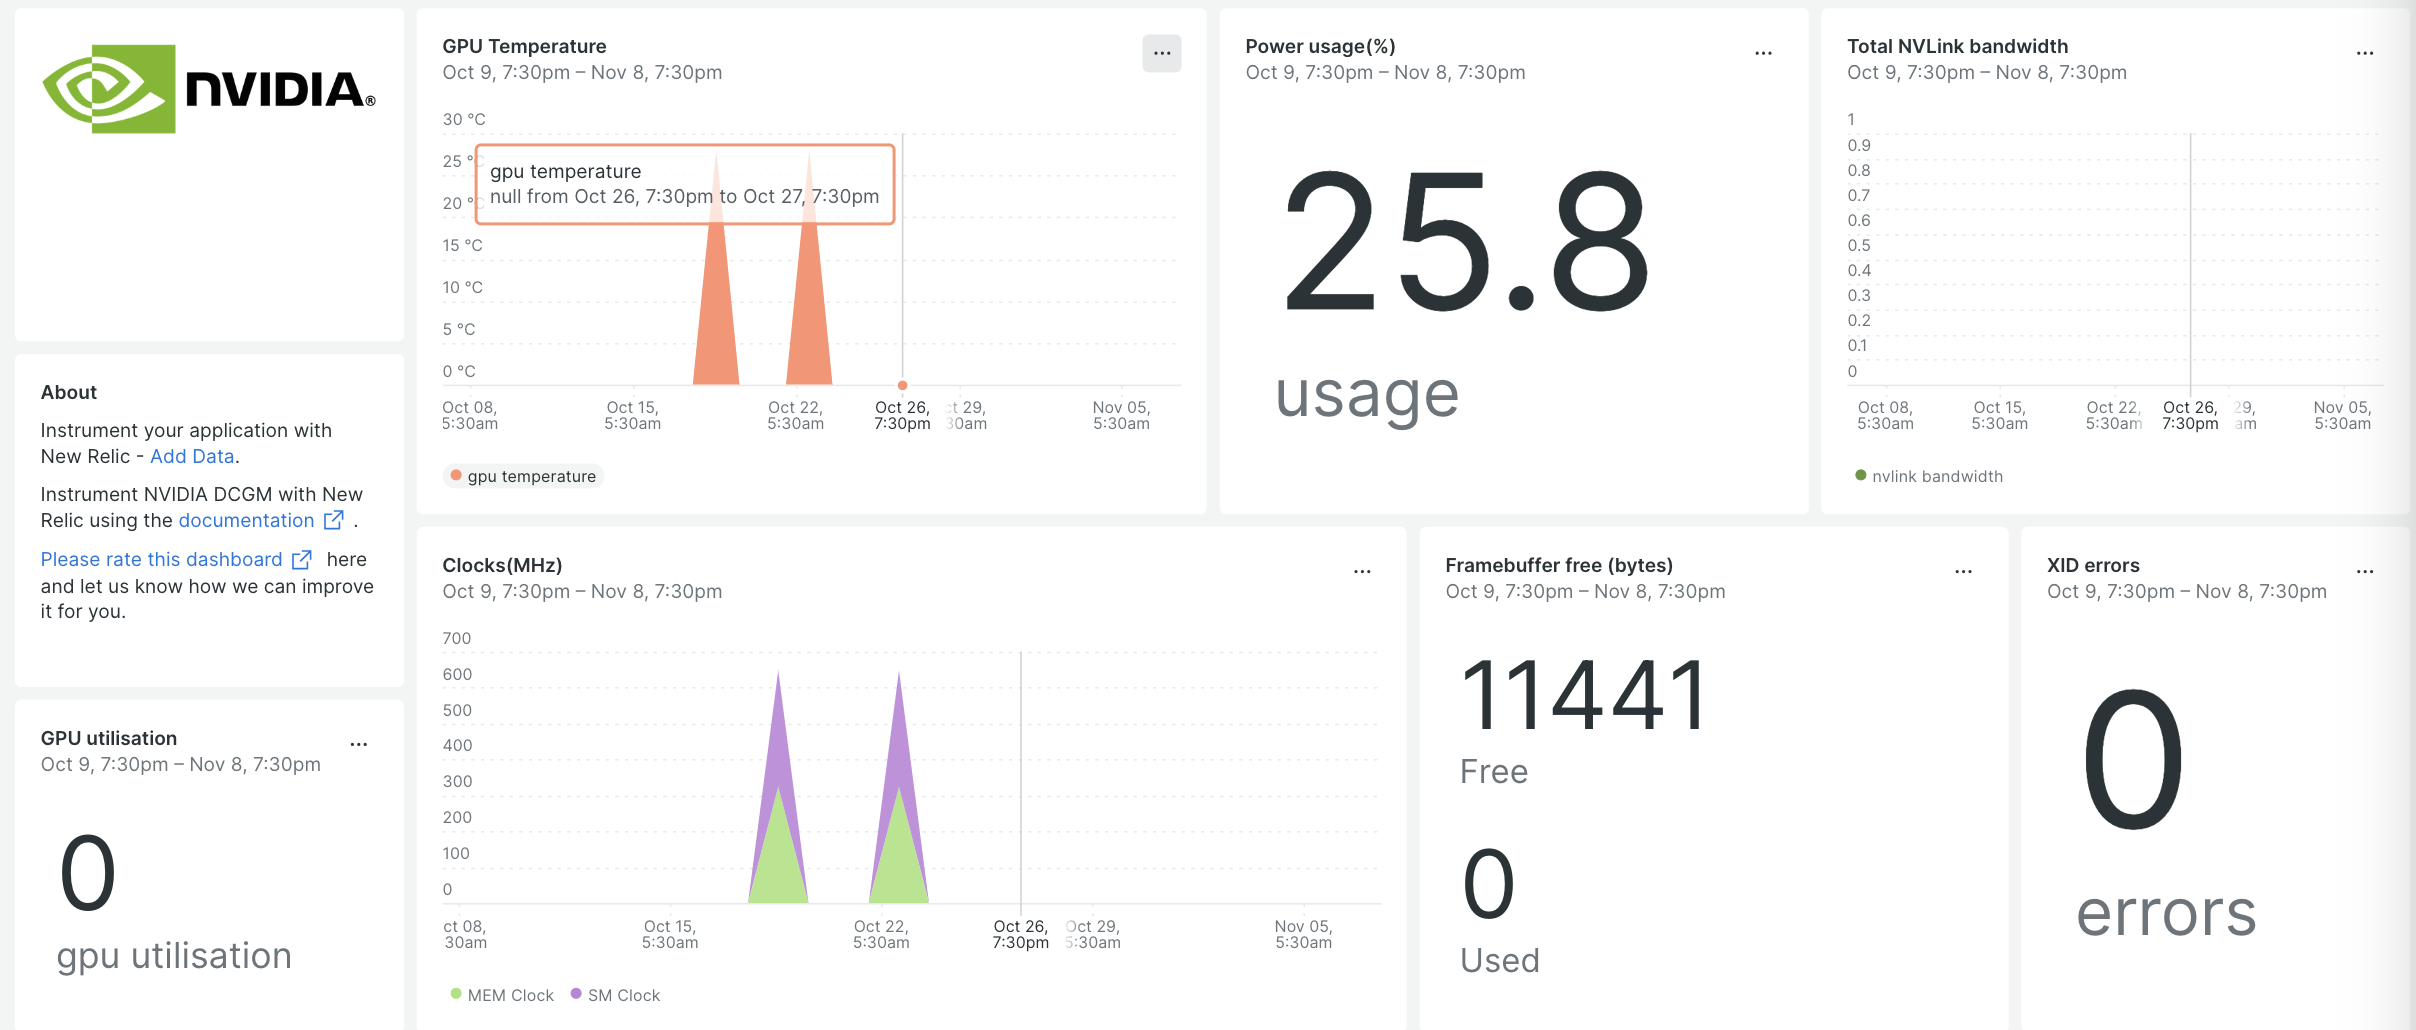 NVIDIA®
About
Instrument your application with
New Relic - Add Data.
Instrument NVIDIA DCGM with New
Relic using the documentation .
Please rate this dashboard here
and let us know how we can improve
it for you.
GPU utilisation
...
Oct 9, 7:30pm – Nov 8, 7:30pm
0
gpu utilisation
GPU Temperature
...
Oct 9, 7:30pm – Nov 8, 7:30pm
30 °C
25 °C
20 °C
15 °C
10 °C
5 °C
0 °C
gpu temperature
null from Oct 26, 7:30pm to Oct 27, 7:30pm
Oct 08, Oct 15, Oct 22, Oct 26, ct 29, Nov 05,
5:30am 5:30am 5:30am 7:30pm 30am 5:30am
gpu temperature
Power usage(%)
...
Oct 9, 7:30pm – Nov 8, 7:30pm
25.8
usage
Total NVLink bandwidth
...
Oct 9, 7:30pm – Nov 8, 7:30pm
1
0.9
0.8
0.7
0.6
0.5
0.4
0.3
0.2
0.1
0
Oct 08, Oct 15, Oct 22, Oct 26, 29, Nov 05,
5:30am 5:30am 5:30am 7:30pm am 5:30am
nvlink bandwidth
Clocks(MHz)
...
Oct 9, 7:30pm – Nov 8, 7:30pm
700
600
500
400
300
200
100
0
ct 08, Oct 15, Oct 22, Oct 26, Oct 29, Nov 05,
30am 5:30am 5:30am 7:30pm 5:30am 5:30am
MEM Clock SM Clock
Framebuffer free (bytes)
...
Oct 9, 7:30pm – Nov 8, 7:30pm
11441
Free
0
Used
XID errors
...
Oct 9, 7:30pm – Nov 8, 7:30pm
0
errors